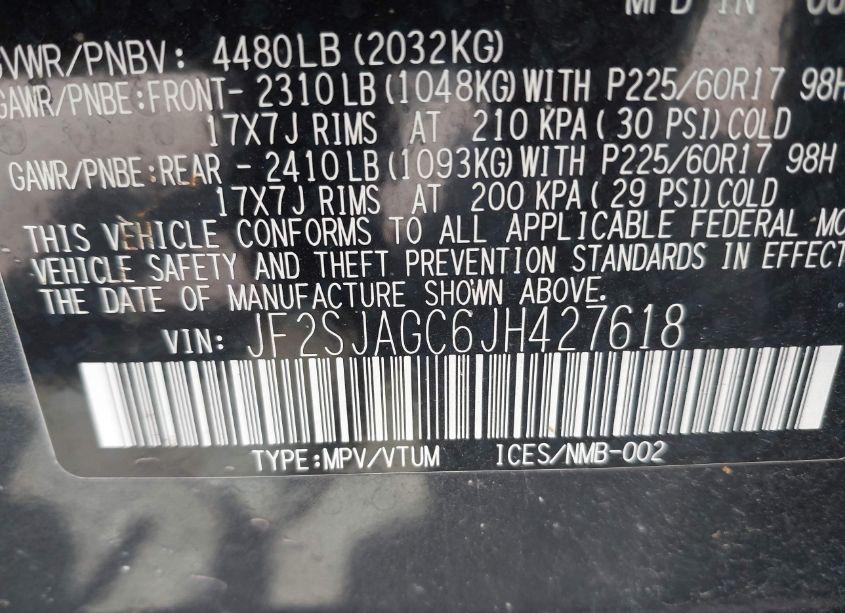 MFD IN
GVWR/PNBV: 4480LB (2032KG)
GAWR/PNBE:FRONT- 2310LB (1048KG) WITH P225/60R17 98H
17X7J RIMS AT 210 KPA ( 30 PSI) COLD
GAWR/PNBE:REAR - 2410LB (1093KG) WITH P225/60R17 98H
17X7J RIMS AT 200 KPA ( 29 PSI) COLD
THIS VEHICLE CONFORMS TO ALL APPLICABLE FEDERAL MO
VEHICLE SAFETY AND THEFT PREVENTION STANDARDS IN EFFECT
THE DATE OF MANUFACTURE SHOWN ABOVE.
VIN: JF2SJAGC6JH427618
TYPE:MPV/VTUM ICES/NMB-002